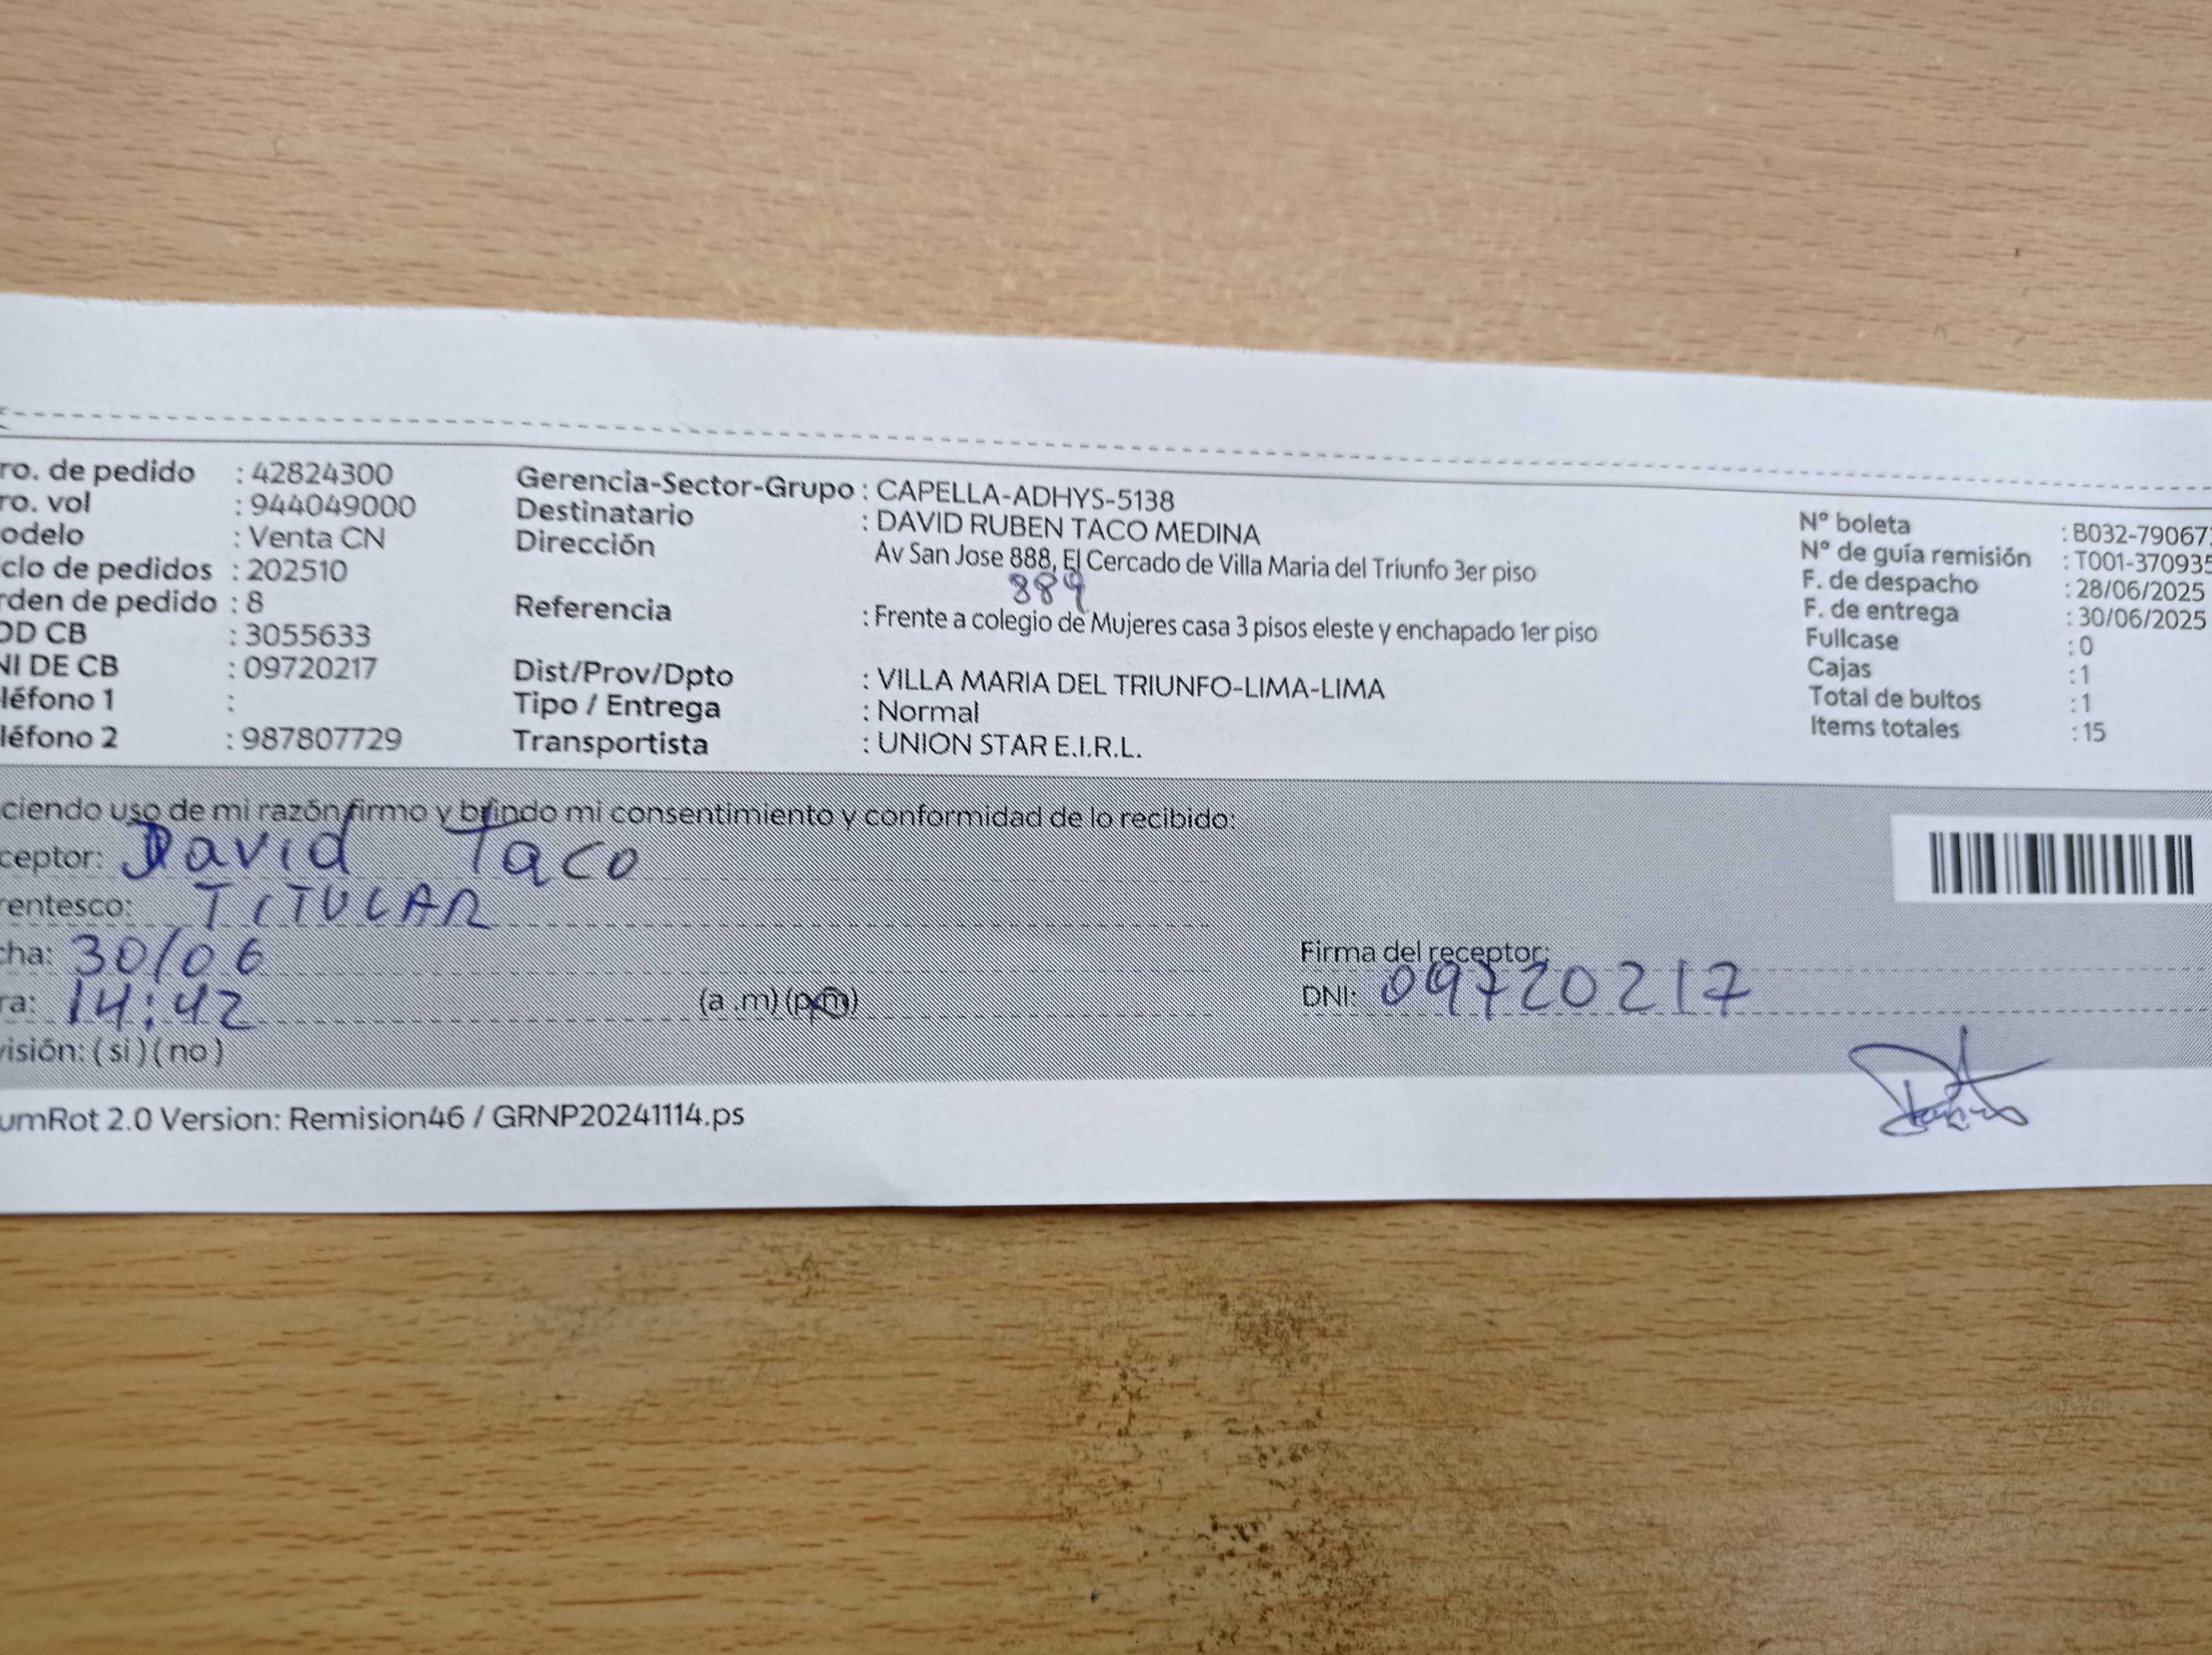 ro. de pedido : 42824300
ro. vol : 944049000
odelo : Venta CN
clo de pedidos : 202510
rden de pedido : 8
OD CB : 3055633
NI DE CB : 09720217
léfono 1 :
léfono 2 : 987807729
Gerencia-Sector-Grupo : CAPELLA-ADHYS-5138
Destinatario : DAVID RUBEN TACO MEDINA
Dirección Av San Jose 888, El Cercado de Villa Maria del Triunfo 3er piso
889
Referencia : Frente a colegio de Mujeres casa 3 pisos eleste y enchapado 1er piso
Dist/Prov/Dpto : VILLA MARIA DEL TRIUNFO-LIMA-LIMA
Tipo / Entrega : Normal
Transportista : UNION STAR E.I.R.L.
N° boleta : B032-79067
N° de guía remisión : T001-370935
F. de despacho : 28/06/2025
F. de entrega : 30/06/2025
Fullcase : 0
Cajas : 1
Total de bultos : 1
Items totales : 15
ciendo uso de mi razón firmo y brindo mi consentimiento y conformidad de lo recibido:
ceptor: David Taco
rentesco: TITULAR
cha: 30/06
ra: 14:42 (a .m) (p.m)
visión: ( si ) ( no )
Firma del receptor:
DNI: 09720217
umRot 2.0 Version: Remision46 / GRNP20241114.ps